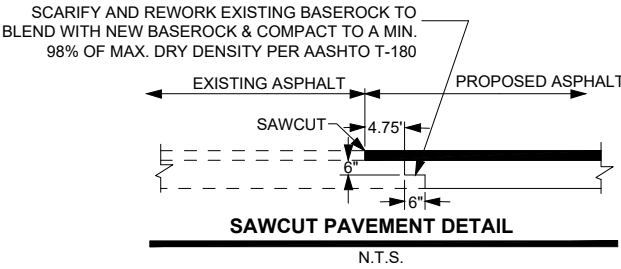 SCARIFY AND REWORK EXISTING BASEROCK TO
BLEND WITH NEW BASEROCK & COMPACT TO A MIN.
98% OF MAX. DRY DENSITY PER AASHTO T-180
EXISTING ASPHALT
PROPOSED ASPHALT
SAWCUT
4.75'
6"
6"
SAWCUT PAVEMENT DETAIL
N.T.S.